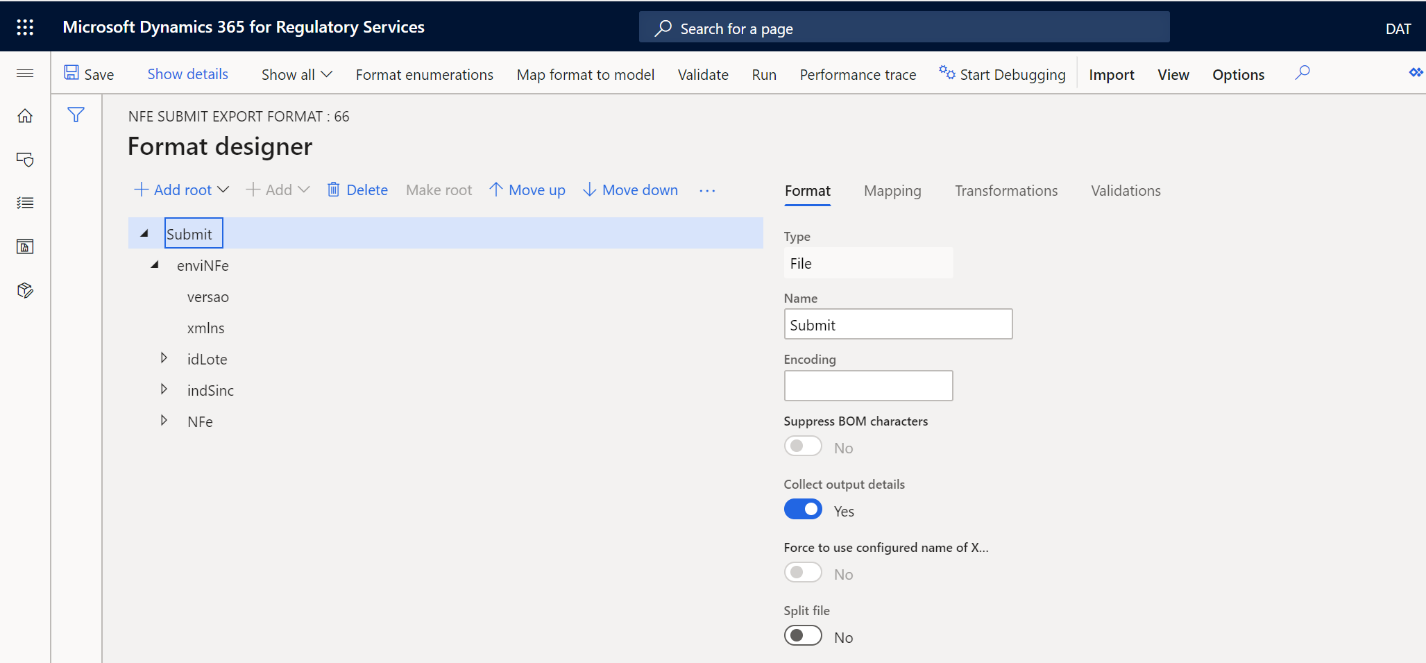 Microsoft Dynamics 365 for Regulatory Services
Search for a page
DAT
Save
Show details
Show all
Format enumerations
Map format to model
Validate
Run
Performance trace
Start Debugging
Import
View
Options
NFE SUBMIT EXPORT FORMAT : 66
Format designer
Add root
Add
Delete
Make root
Move up
Move down
...
Format
Mapping
Transformations
Validations
Submit
enviNFe
versao
xmlns
idLote
indSinc
NFe
Type
File
Name
Submit
Encoding
Suppress BOM characters
No
Collect output details
Yes
Force to use configured name of X...
No
Split file
No